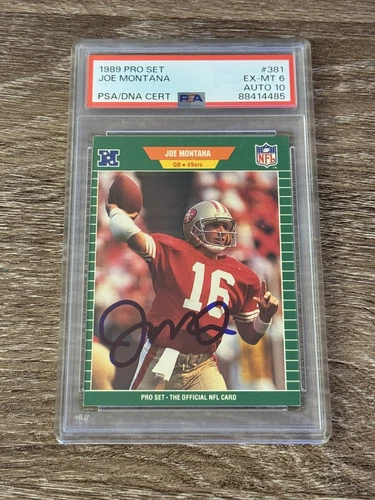 1989 PRO SET #381
JOE MONTANA EX-MT 6
AUTO 10
PSA/DNA CERT PSA 88414485
JOE MONTANA
QB • 49ers
NFL
16
PRO SET • THE OFFICIAL NFL CARD